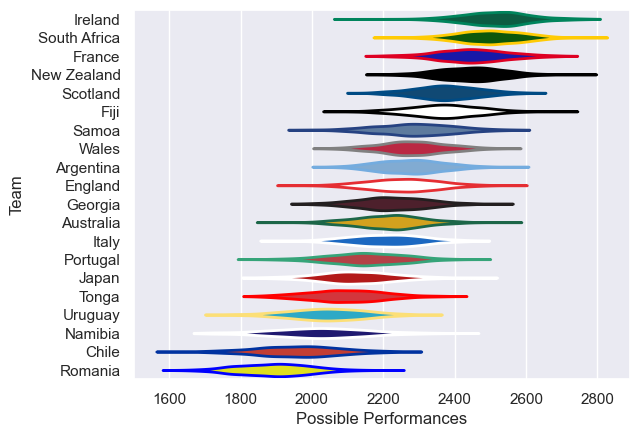 Ireland
South Africa
France
New Zealand
Scotland
Fiji
Samoa
Wales
Argentina
England
Georgia
Australia
Italy
Portugal
Japan
Tonga
Uruguay
Namibia
Chile
Romania
Team
1600 1800 2000 2200 2400 2600 2800
Possible Performances